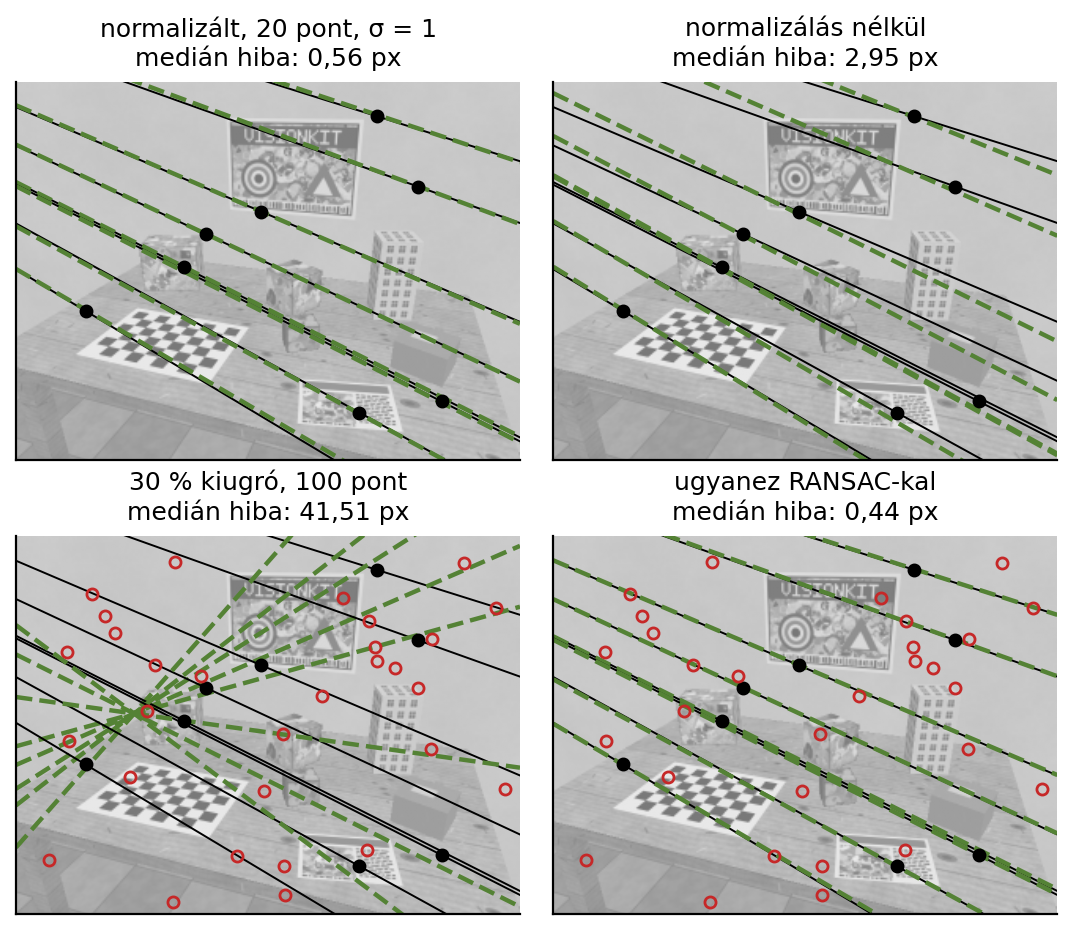 normalizált, 20 pont, σ = 1
medián hiba: 0,56 px
normalizálás nélkül
medián hiba: 2,95 px
VISIONKIT
VISIONKIT
30 % kiugró, 100 pont
medián hiba: 41,51 px
ugyanez RANSAC-kal
medián hiba: 0,44 px
VISIONKIT
VISIONKIT